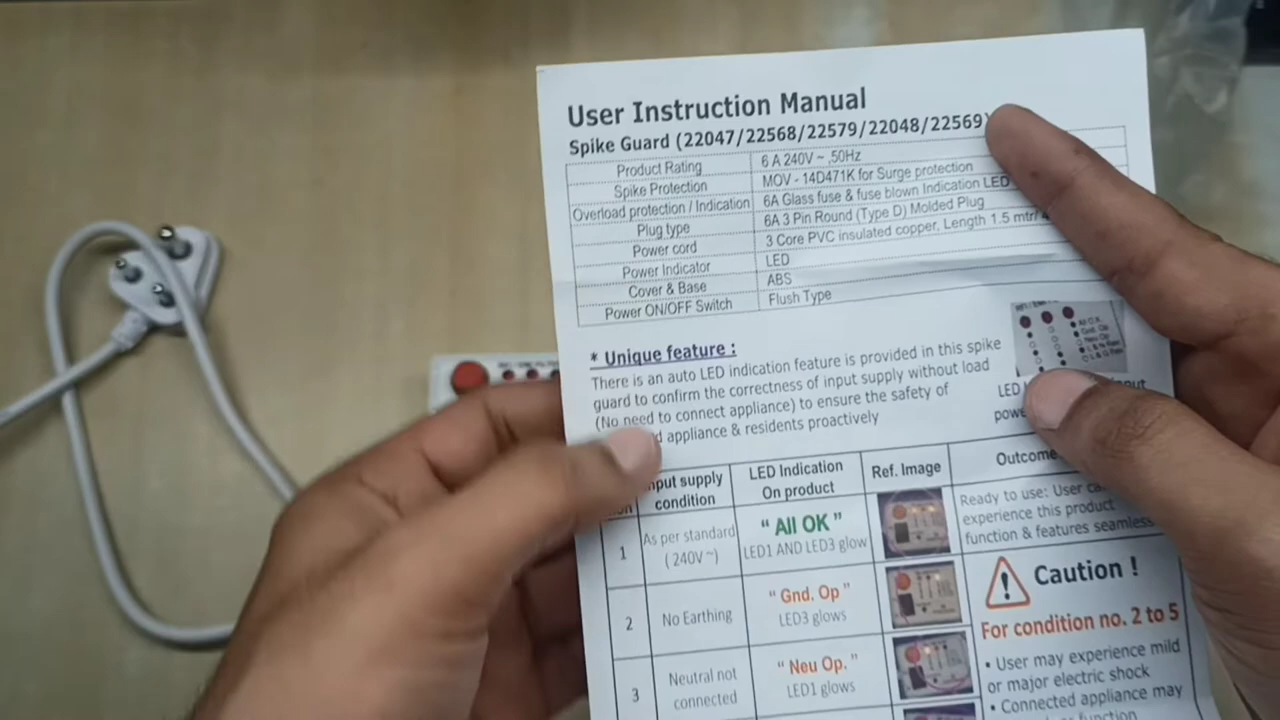 User Instruction Manual
Spike Guard (22047/22568/22579/22048/22569)
Product Rating 6 A 240V ~ ,50Hz
Spike Protection MOV - 14D471K for Surge protection
Overload protection / Indication 6A Glass fuse & fuse blown Indication LED
Plug type 6A 3 Pin Round (Type D) Molded Plug
Power cord 3 Core PVC insulated copper, Length 1.5 mtr/
Power Indicator LED
Cover & Base ABS
Power ON/OFF Switch Flush Type
* Unique feature :
There is an auto LED indication feature is provided in this spike
guard to confirm the correctness of input supply without load
(No need to connect appliance) to ensure the safety of
appliance & residents proactively
All O.K.
LED
Input supply
condition
LED Indication
On product
Ref. Image
Outcome
1
As per standard
( 240V ~)
" All OK "
LED1 AND LED3 glow
Ready to use: User
experience this product
function & features
2
No Earthing
" Gnd. Op "
LED3 glows
Caution !
For condition no. 2 to 5
3
Neutral not
connected
" Neu Op. "
LED1 glows
• User may experience mild
or major electric shock
• Connected appliance may
function